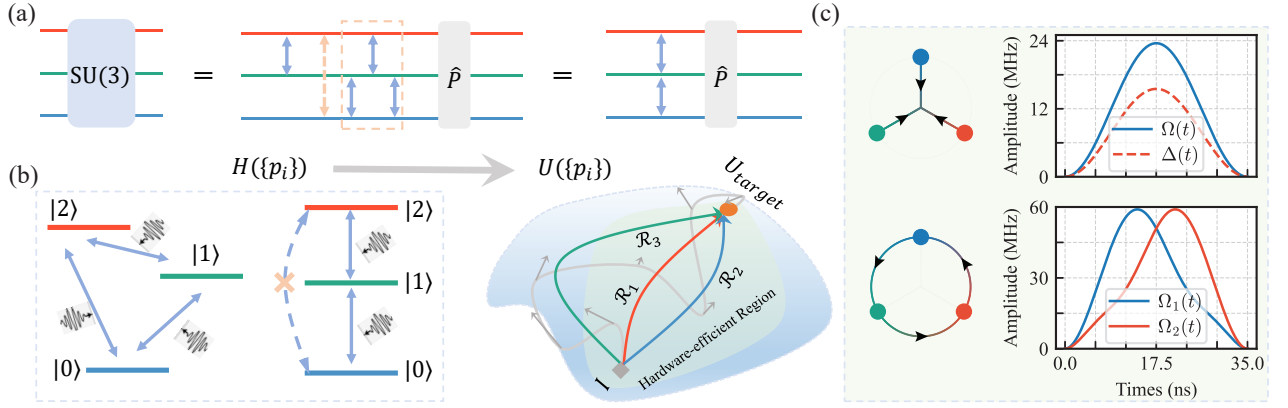 (a)
SU(3)
=
P̂
=
P̂
(b)
H({p_i})
U({p_i})
|2⟩
|1⟩
|0⟩
|2⟩
|1⟩
|0⟩
U_target
R_3
R_1
R_2
I
Hardware-efficient Region
(c)
Amplitude (MHz)
24
12
0
Ω(t)
Δ(t)
Amplitude (MHz)
60
30
0
Ω_1(t)
Ω_2(t)
0.0 17.5 35.0
Times (ns)